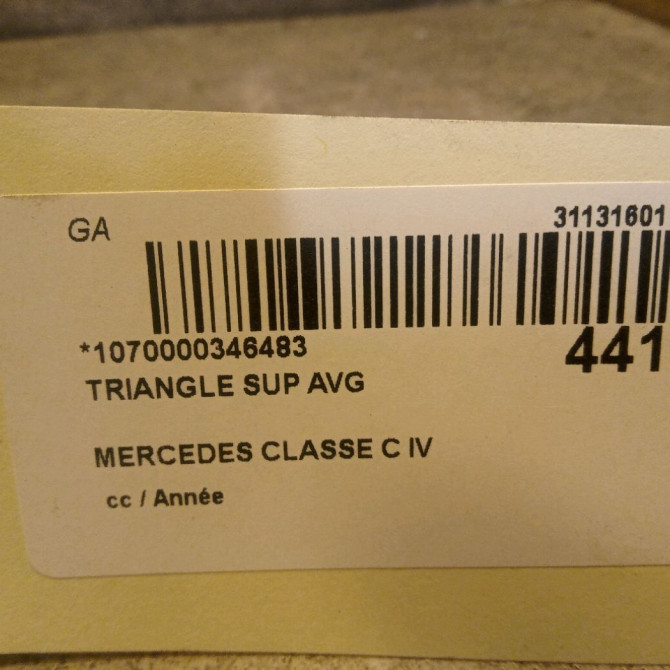 GA
31131601
*1070000346483
441
TRIANGLE SUP AVG
MERCEDES CLASSE C IV
cc / Année